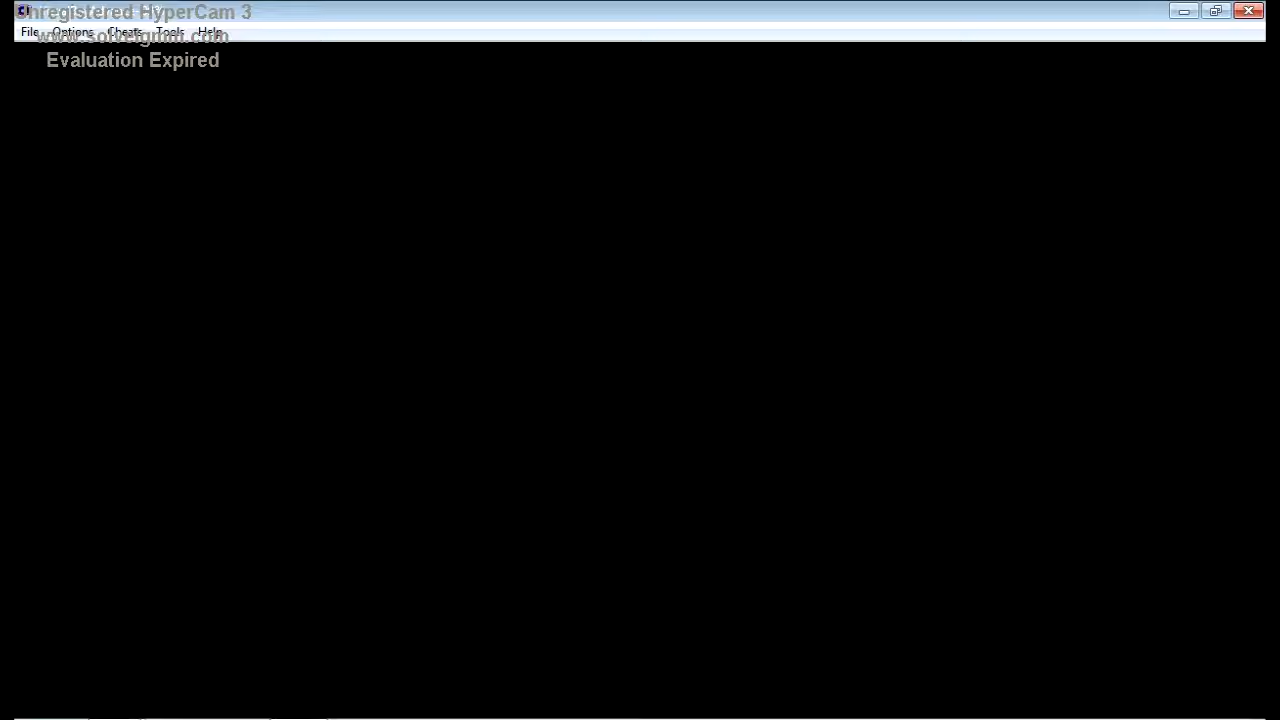 Unregistered HyperCam 3
File Options Cheats Tools Help
www.solveigmm.com
Evaluation Expired